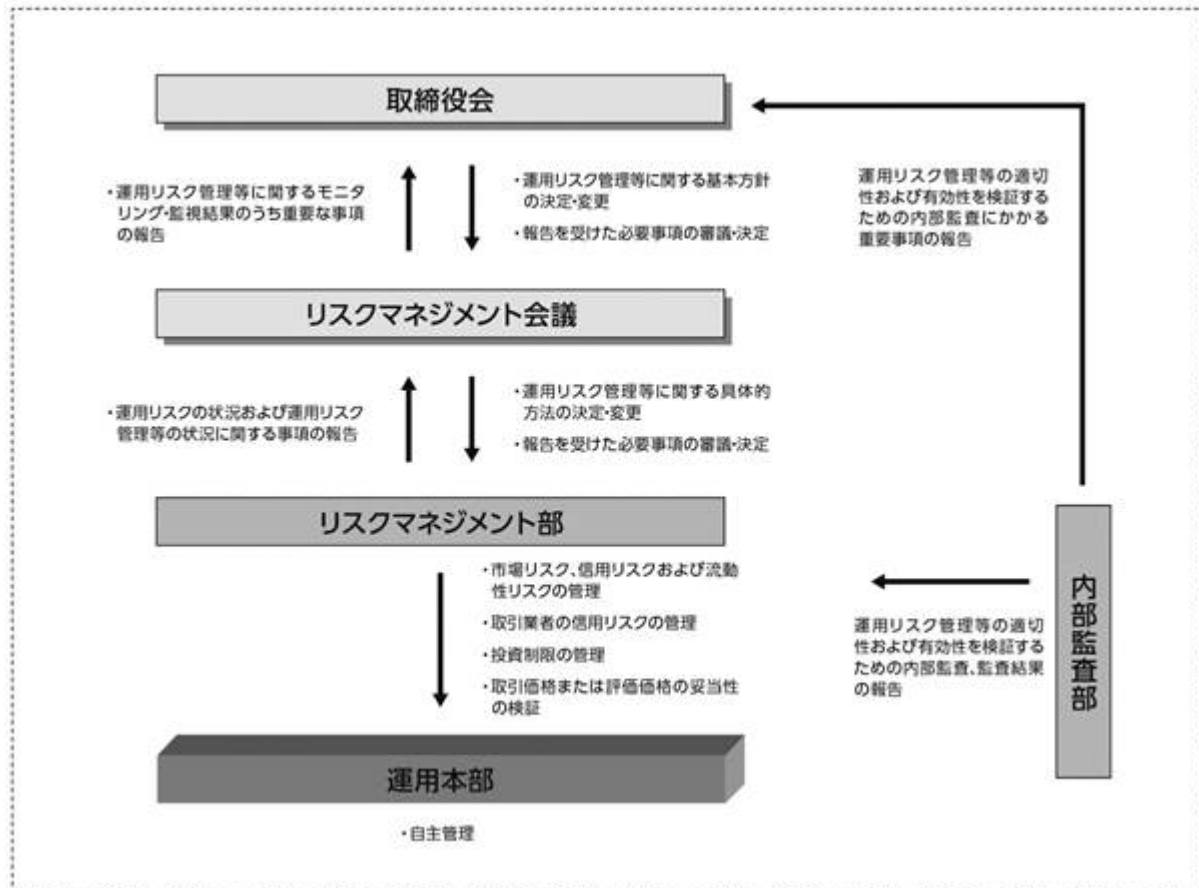 取締役会
・運用リスク管理等に関するモニタ
リング・監視結果のうち重要な事項
の報告
・運用リスク管理等に関する基本方針
の決定・変更
・報告を受けた必要事項の審議・決定
運用リスク管理等の適切
性および有効性を検証する
ための内部監査にかかる
重要事項の報告
リスクマネジメント会議
・運用リスクの状況および運用リスク
管理等の状況に関する事項の報告
・運用リスク管理等に関する具体的
方法の決定・変更
・報告を受けた必要事項の審議・決定
リスクマネジメント部
・市場リスク、信用リスクおよび流動
性リスクの管理
・取引業者の信用リスクの管理
・投資制限の管理
・取引価格または評価価格の妥当性
の検証
運用リスク管理等の適切
性および有効性を検証する
ための内部監査、監査結果
の報告
内部監査部
運用本部
・自主管理